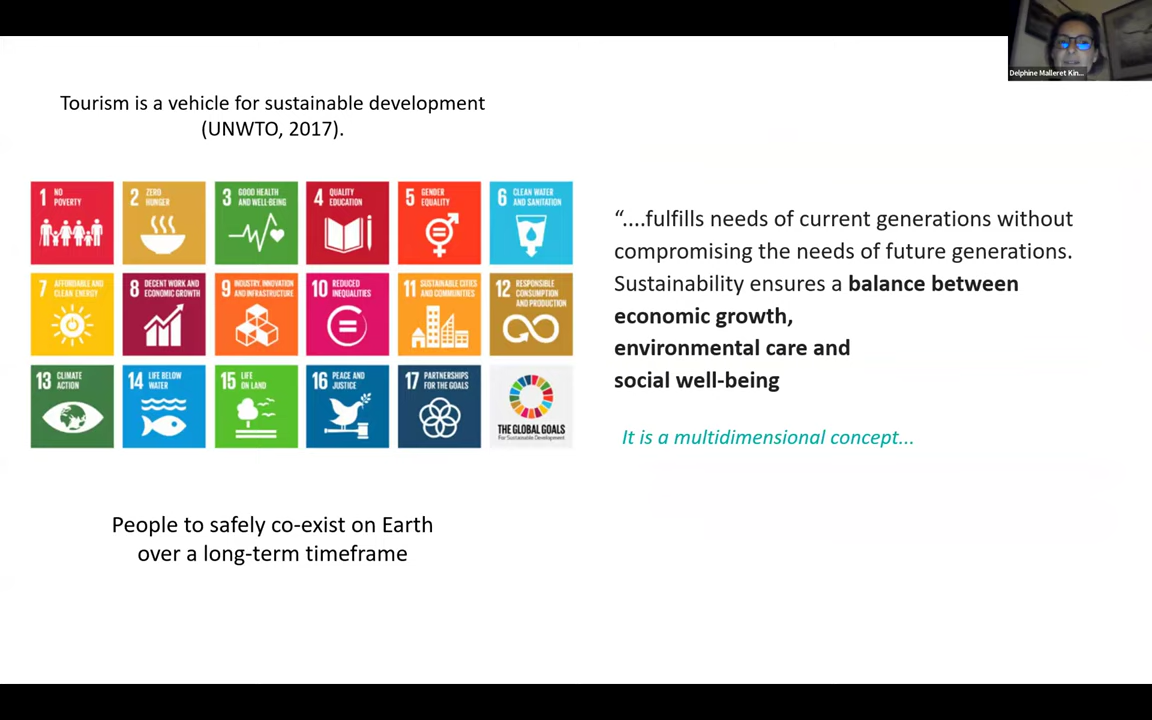 Delphine Malleret Kin...
Tourism is a vehicle for sustainable development
(UNWTO, 2017).
1 NO
POVERTY
2 ZERO
HUNGER
3 GOOD HEALTH
AND WELL-BEING
4 QUALITY
EDUCATION
5 GENDER
EQUALITY
6 CLEAN WATER
AND SANITATION
7 AFFORDABLE AND
CLEAN ENERGY
8 DECENT WORK AND
ECONOMIC GROWTH
9 INDUSTRY, INNOVATION
AND INFRASTRUCTURE
10 REDUCED
INEQUALITIES
11 SUSTAINABLE CITIES
AND COMMUNITIES
12 RESPONSIBLE
CONSUMPTION
AND PRODUCTION
13 CLIMATE
ACTION
14 LIFE BELOW
WATER
15 LIFE
ON LAND
16 PEACE AND
JUSTICE
17 PARTNERSHIPS
FOR THE GOALS
THE GLOBAL GOALS
For Sustainable Development
People to safely co-exist on Earth
over a long-term timeframe
“....fulfills needs of current generations without
compromising the needs of future generations.
Sustainability ensures a balance between
economic growth,
environmental care and
social well-being
It is a multidimensional concept...